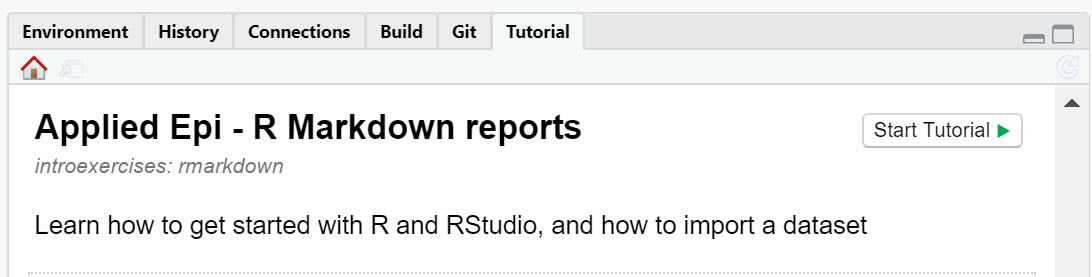 Environment History Connections Build Git Tutorial
Applied Epi - R Markdown reports
Start Tutorial
introexercises: rmarkdown
Learn how to get started with R and RStudio, and how to import a dataset